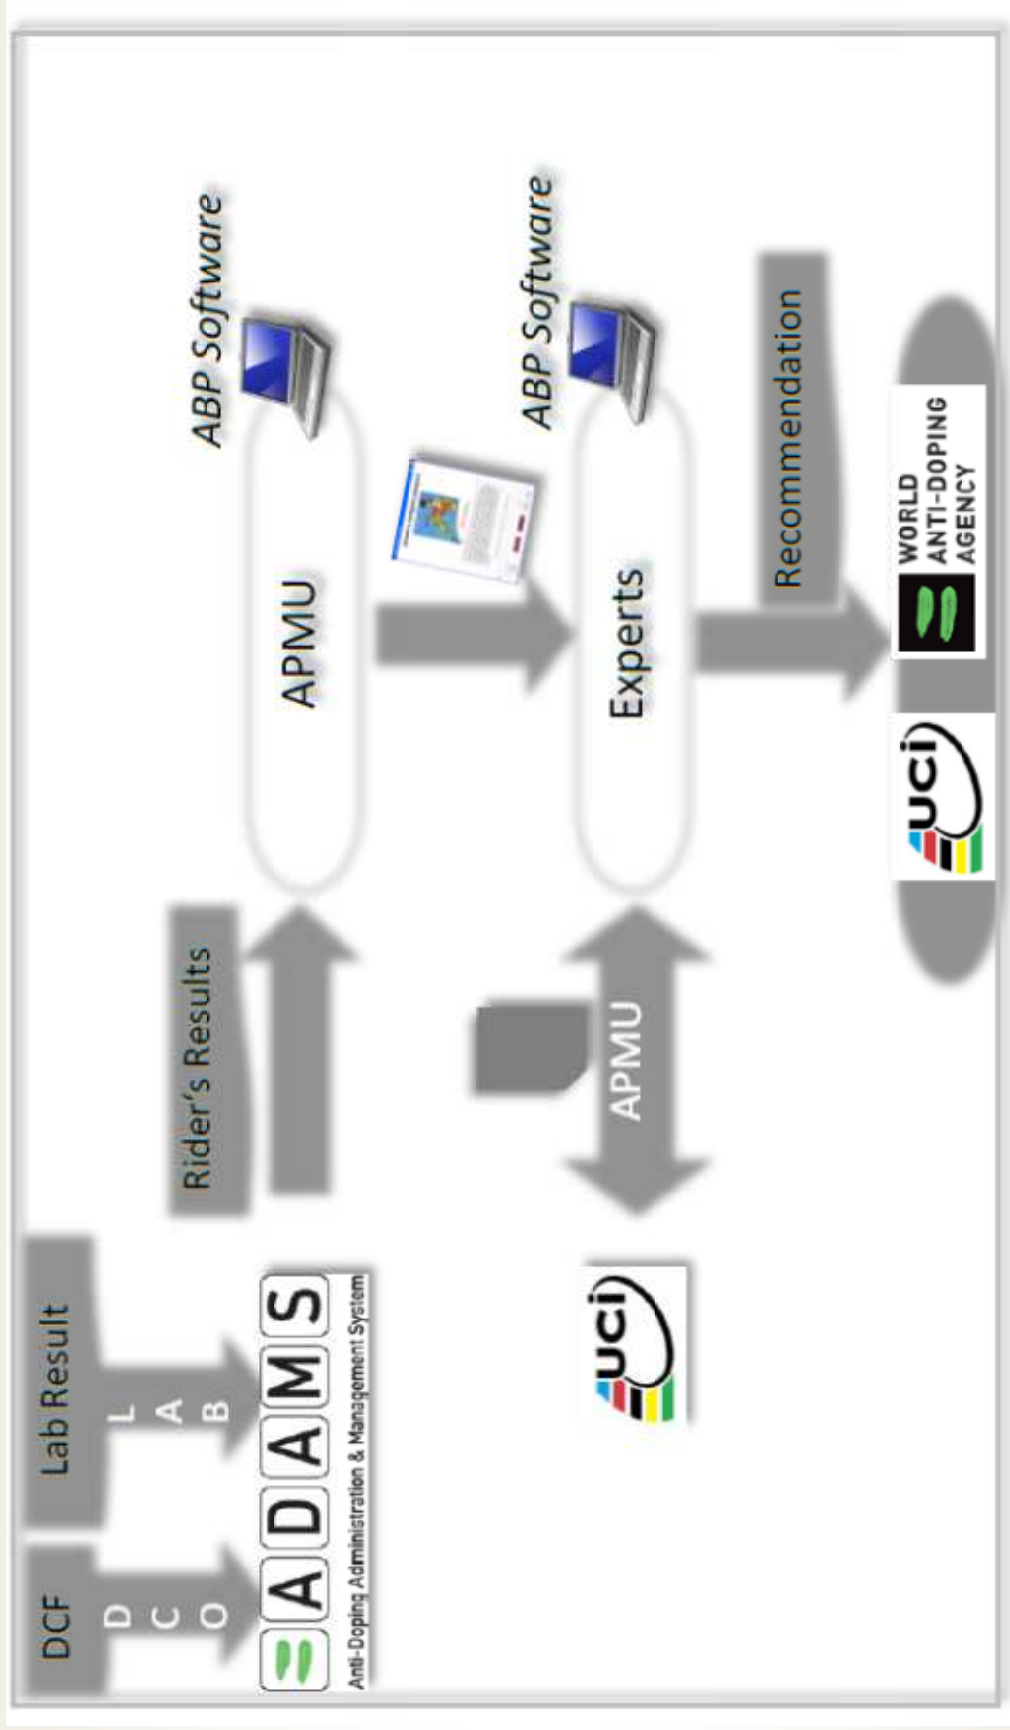 DCF
Lab Result
D
C
O
L
A
B
ADAMS
Anti-Doping Administration & Management System
Rider's Results
APMU
ABP Software
UCI
APMU
Experts
ABP Software
Recommendation
UCI
WORLD
ANTI-DOPING
AGENCY